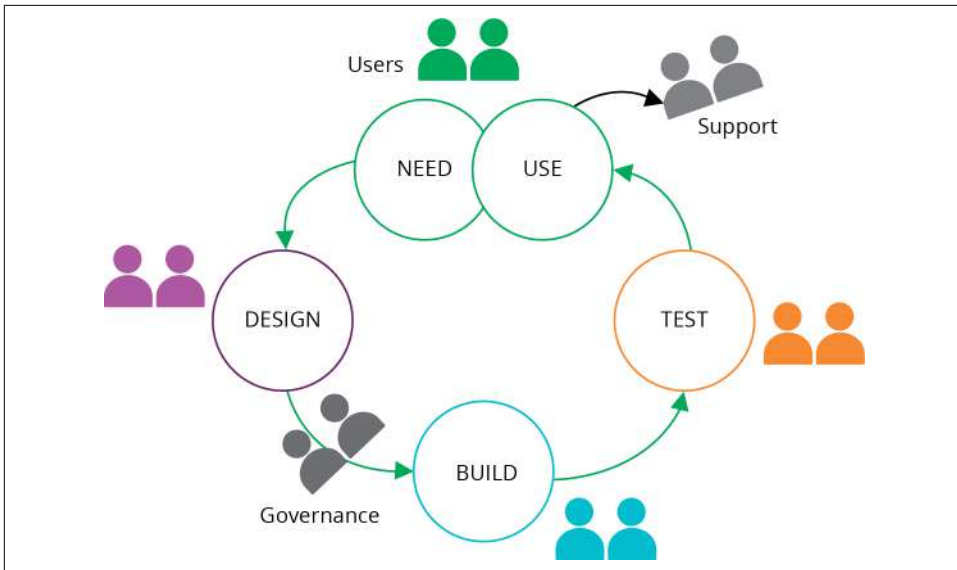 Users
Support
NEED
USE
DESIGN
TEST
BUILD
Governance